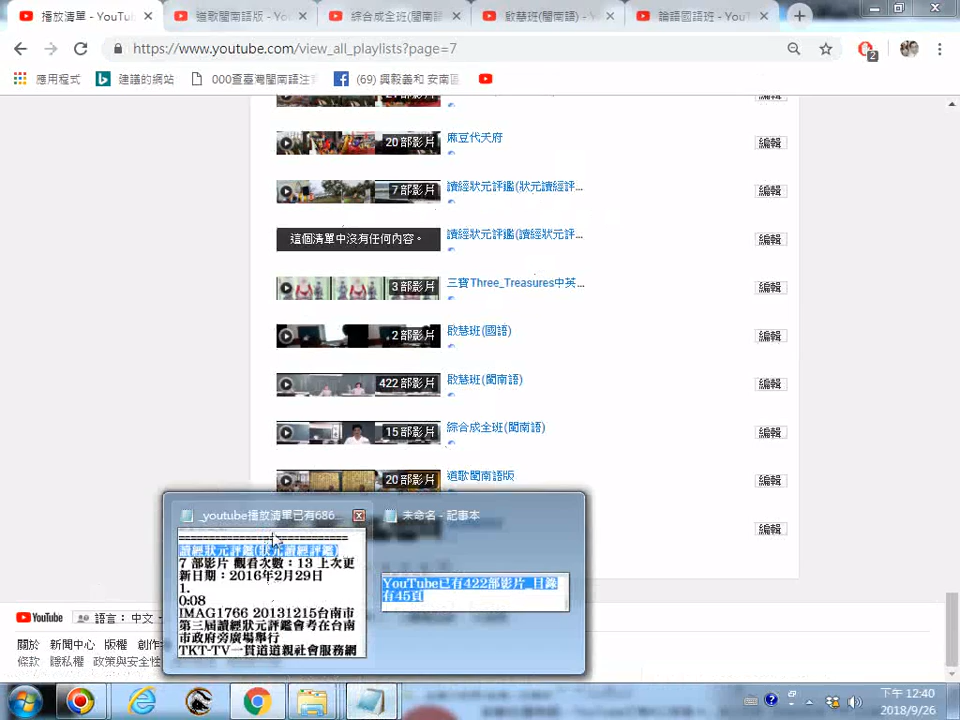 播放清單 - YouTu
道歌閩南語版 - YouT
綜合成全班(閩南語
啟慧班(閩南語) - Yo
論語國語班 - YouT
https://www.youtube.com/view_all_playlists?page=7
2
應用程式
建議的網站
000查臺灣閩南語注
(69) 興毅義和 安南區
編輯
20 部影片
麻豆代天府
編輯
7 部影片
讀經狀元評鑑(狀元讀經評...
編輯
這個清單中沒有任何內容。
讀經狀元評鑑(讀經狀元評...
編輯
3 部影片
三寶Three_Treasures中英...
編輯
2 部影片
啟慧班(國語)
編輯
422 部影片
啟慧班(閩南語)
編輯
15 部影片
綜合成全班(閩南語)
編輯
20 部影片
道歌閩南語版
編輯
編輯
_youtube播放清單已有686...
未命名 - 記事本
===========================
讀經狀元評鑑(狀元讀經評鑑)
7 部影片 觀看次數：13 上次更
新日期：2016年2月29日
1.
0:08
IMAG1766 20131215台南市
第三屆讀經狀元評鑑會考在台南
市政府旁廣場舉行
TKT-TV一貫道道親社會服務網
YouTube已有422部影片_目錄
有45頁
YouTube
語言： 中文
關於 新聞中心 版權 創作
條款 隱私權 政策與安全性
下午 12:40
2018/9/26